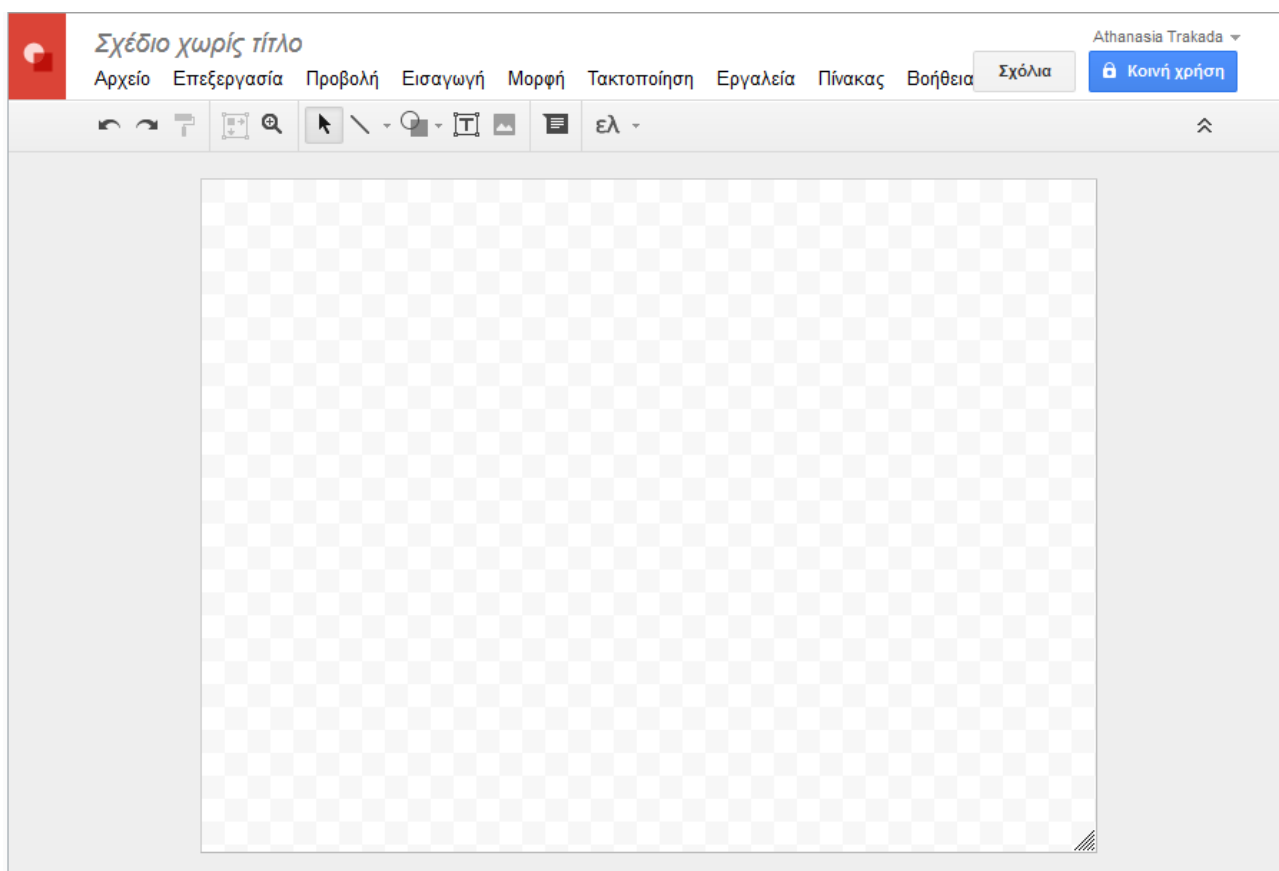 Σχέδιο χωρίς τίτλο
Athanasia Trakada
Αρχείο Επεξεργασία Προβολή Εισαγωγή Μορφή Τακτοποίηση Εργαλεία Πίνακας Βοήθεια Σχόλια Κοινή χρήση
T ελ